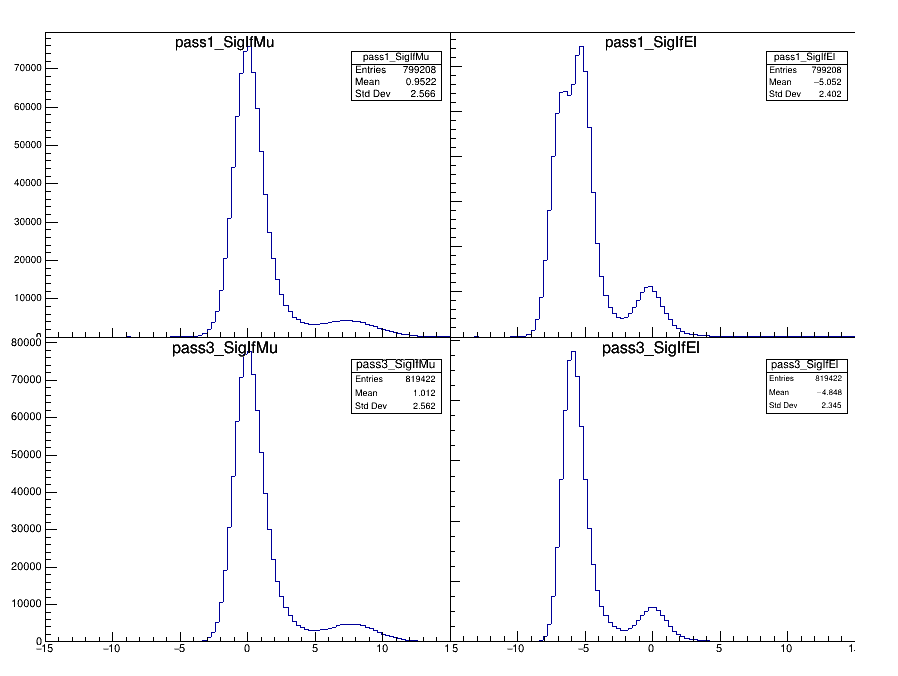 pass1_SigIfMu
pass1_SigIfMu
Entries 799208
Mean 0.9522
Std Dev 2.566
70000
60000
50000
40000
30000
20000
10000
pass1_SigIfEl
pass1_SigIfEl
Entries 799208
Mean −5.052
Std Dev 2.402
pass3_SigIfMu
pass3_SigIfMu
Entries 819422
Mean 1.012
Std Dev 2.562
80000
70000
60000
50000
40000
30000
20000
10000
0
−15 −10 −5 0 5 10 15
pass3_SigIfEl
pass3_SigIfEl
Entries 819422
Mean −4.848
Std Dev 2.345
−10 −5 0 5 10